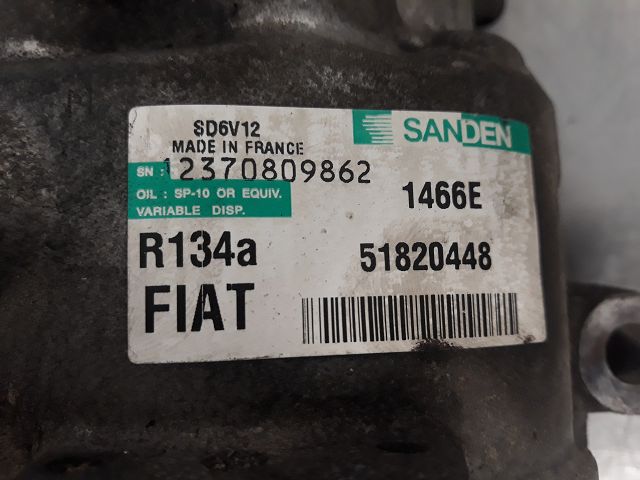 SD6V12
MADE IN FRANCE
SANDEN
SN : 12370809862
OIL : SP-10 OR EQUIV.
VARIABLE DISP.
1466E
R134a
51820448
FIAT